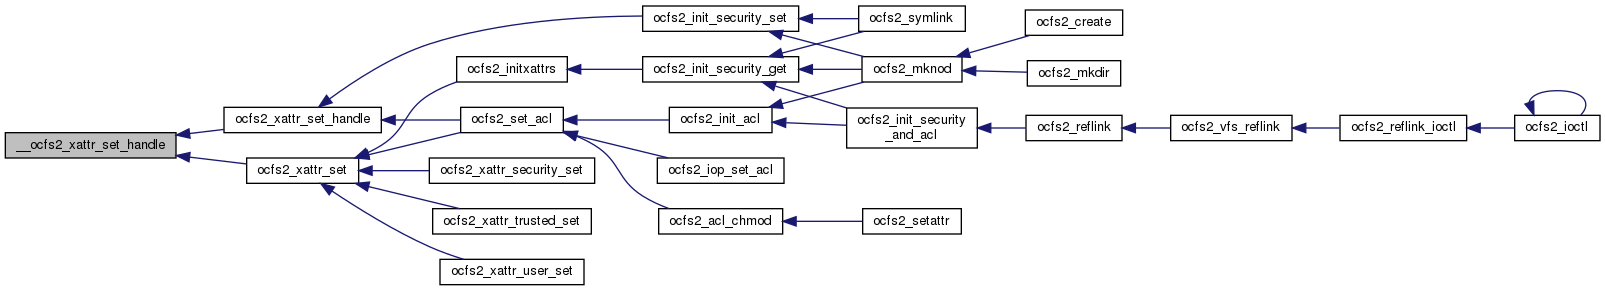 ocfs2_init_security_set
ocfs2_symlink
ocfs2_create
ocfs2_initxattrs
ocfs2_init_security_get
ocfs2_mknod
ocfs2_mkdir
ocfs2_xattr_set_handle
ocfs2_set_acl
ocfs2_init_acl
ocfs2_init_security
_and_acl
ocfs2_reflink
ocfs2_vfs_reflink
ocfs2_reflink_ioctl
ocfs2_ioctl
__ocfs2_xattr_set_handle
ocfs2_xattr_set
ocfs2_xattr_security_set
ocfs2_iop_set_acl
ocfs2_xattr_trusted_set
ocfs2_acl_chmod
ocfs2_setattr
ocfs2_xattr_user_set